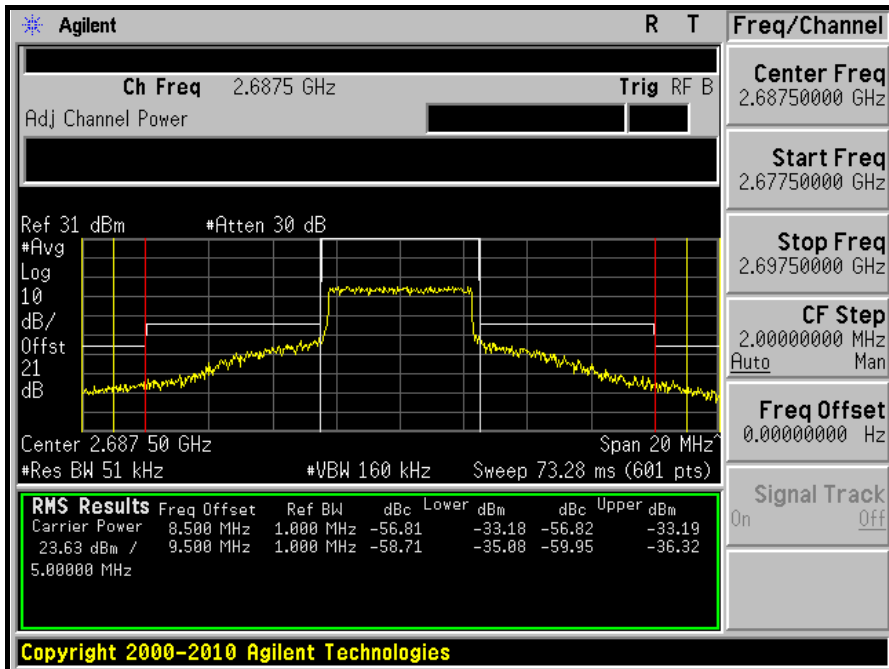 Agilent R T
Freq/Channel
Ch Freq 2.6875 GHz Trig RF B
Adj Channel Power
Center Freq
2.68750000 GHz
Start Freq
2.67750000 GHz
Stop Freq
2.69750000 GHz
CF Step
2.00000000 MHz
Auto Man
Freq Offset
0.00000000 Hz
Signal Track
On Off
Ref 31 dBm #Atten 30 dB
#Avg
Log
10
dB/
Offst
21
dB
Center 2.687 50 GHz Span 20 MHz^
#Res BW 51 kHz #VBW 160 kHz Sweep 73.28 ms (601 pts)
RMS Results Freq Offset Ref BW dBc Lower dBm dBc Upper dBm
Carrier Power 8.500 MHz 1.000 MHz -56.81 -33.18 -56.82 -33.19
23.63 dBm / 9.500 MHz 1.000 MHz -58.71 -35.08 -59.95 -36.32
5.00000 MHz
Copyright 2000-2010 Agilent Technologies